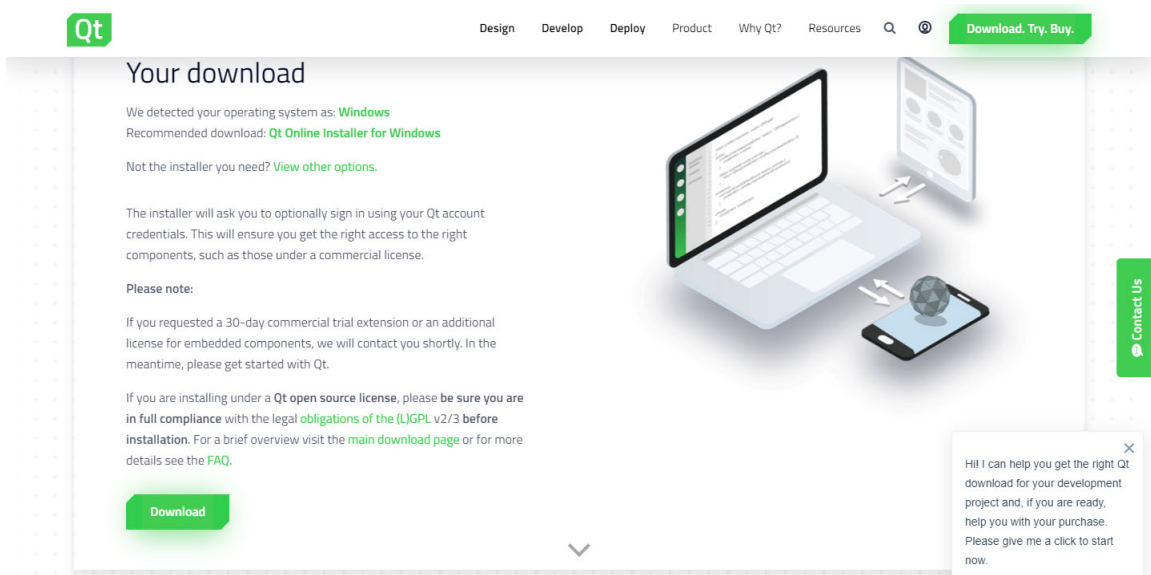 Qt
Design Develop Deploy Product Why Qt? Resources
Download. Try. Buy.
Your download
We detected your operating system as: Windows
Recommended download: Qt Online Installer for Windows
Not the installer you need? View other options.
The installer will ask you to optionally sign in using your Qt account
credentials. This will ensure you get the right access to the right
components, such as those under a commercial license.
Please note:
If you requested a 30-day commercial trial extension or an additional
license for embedded components, we will contact you shortly. In the
meantime, please get started with Qt.
If you are installing under a Qt open source license, please be sure you are
in full compliance with the legal obligations of the (L)GPL v2/3 before
installation. For a brief overview visit the main download page or for more
details see the FAQ.
Download
Contact Us
Hi! I can help you get the right Qt
download for your development
project and, if you are ready,
help you with your purchase.
Please give me a click to start
now.